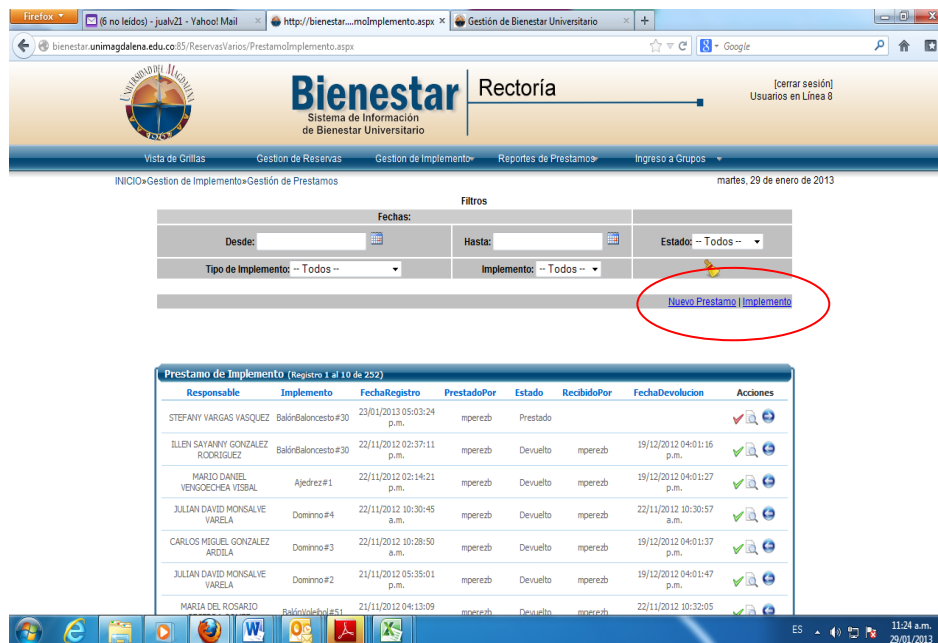 Firefox
(6 no leídos) - jualv21 - Yahoo! Mail × http://bienestar....moImplemento.aspx × Gestión de Bienestar Universitario × +
bienestar.unimagdalena.edu.co:85/ReservasVarios/PrestamoImplemento.aspx Google
UNIVERSIDAD DEL MAGDALENA
Bienestar Rectoría [cerrar sesión]
Sistema de Información Usuarios en Línea 8
de Bienestar Universitario
Vista de Grillas Gestion de Reservas Gestion de Implemento Reportes de Prestamos Ingreso a Grupos
INICIO»Gestion de Implemento»Gestión de Prestamos martes, 29 de enero de 2013
Filtros
Fechas:
Desde: Hasta: Estado: -- Todos --
Tipo de Implemento: -- Todos -- Implemento: -- Todos --
Nuevo Prestamo | Implemento
Prestamo de Implemento (Registro 1 al 10 de 252)
Responsable Implemento FechaRegistro PrestadoPor Estado RecibidoPor FechaDevolucion Acciones
STEFANY VARGAS VASQUEZ BalónBaloncesto#30 23/01/2013 05:03:24 p.m. mperezb Prestado
ILLEN SAYANNY GONZALEZ RODRIGUEZ BalónBaloncesto#30 22/11/2012 02:37:11 p.m. mperezb Devuelto mperezb 19/12/2012 04:01:16 p.m.
MARIO DANIEL VENGOECHEA VISBAL Ajedrez#1 22/11/2012 02:14:21 p.m. mperezb Devuelto mperezb 19/12/2012 04:01:27 p.m.
JULIAN DAVID MONSALVE VARELA Dominno#4 22/11/2012 10:30:45 a.m. mperezb Devuelto mperezb 22/11/2012 10:30:57 a.m.
CARLOS MIGUEL GONZALEZ ARDILA Dominno#3 22/11/2012 10:28:50 a.m. mperezb Devuelto mperezb 19/12/2012 04:01:37 p.m.
JULIAN DAVID MONSALVE VARELA Dominno#2 21/11/2012 05:35:01 p.m. mperezb Devuelto mperezb 19/12/2012 04:01:47 p.m.
MARIA DEL ROSARIO BalónVoleibol#51 21/11/2012 04:13:09 mperezb Devuelto mperezb 22/11/2012 10:32:05
ES 11:24 a.m.
29/01/2013